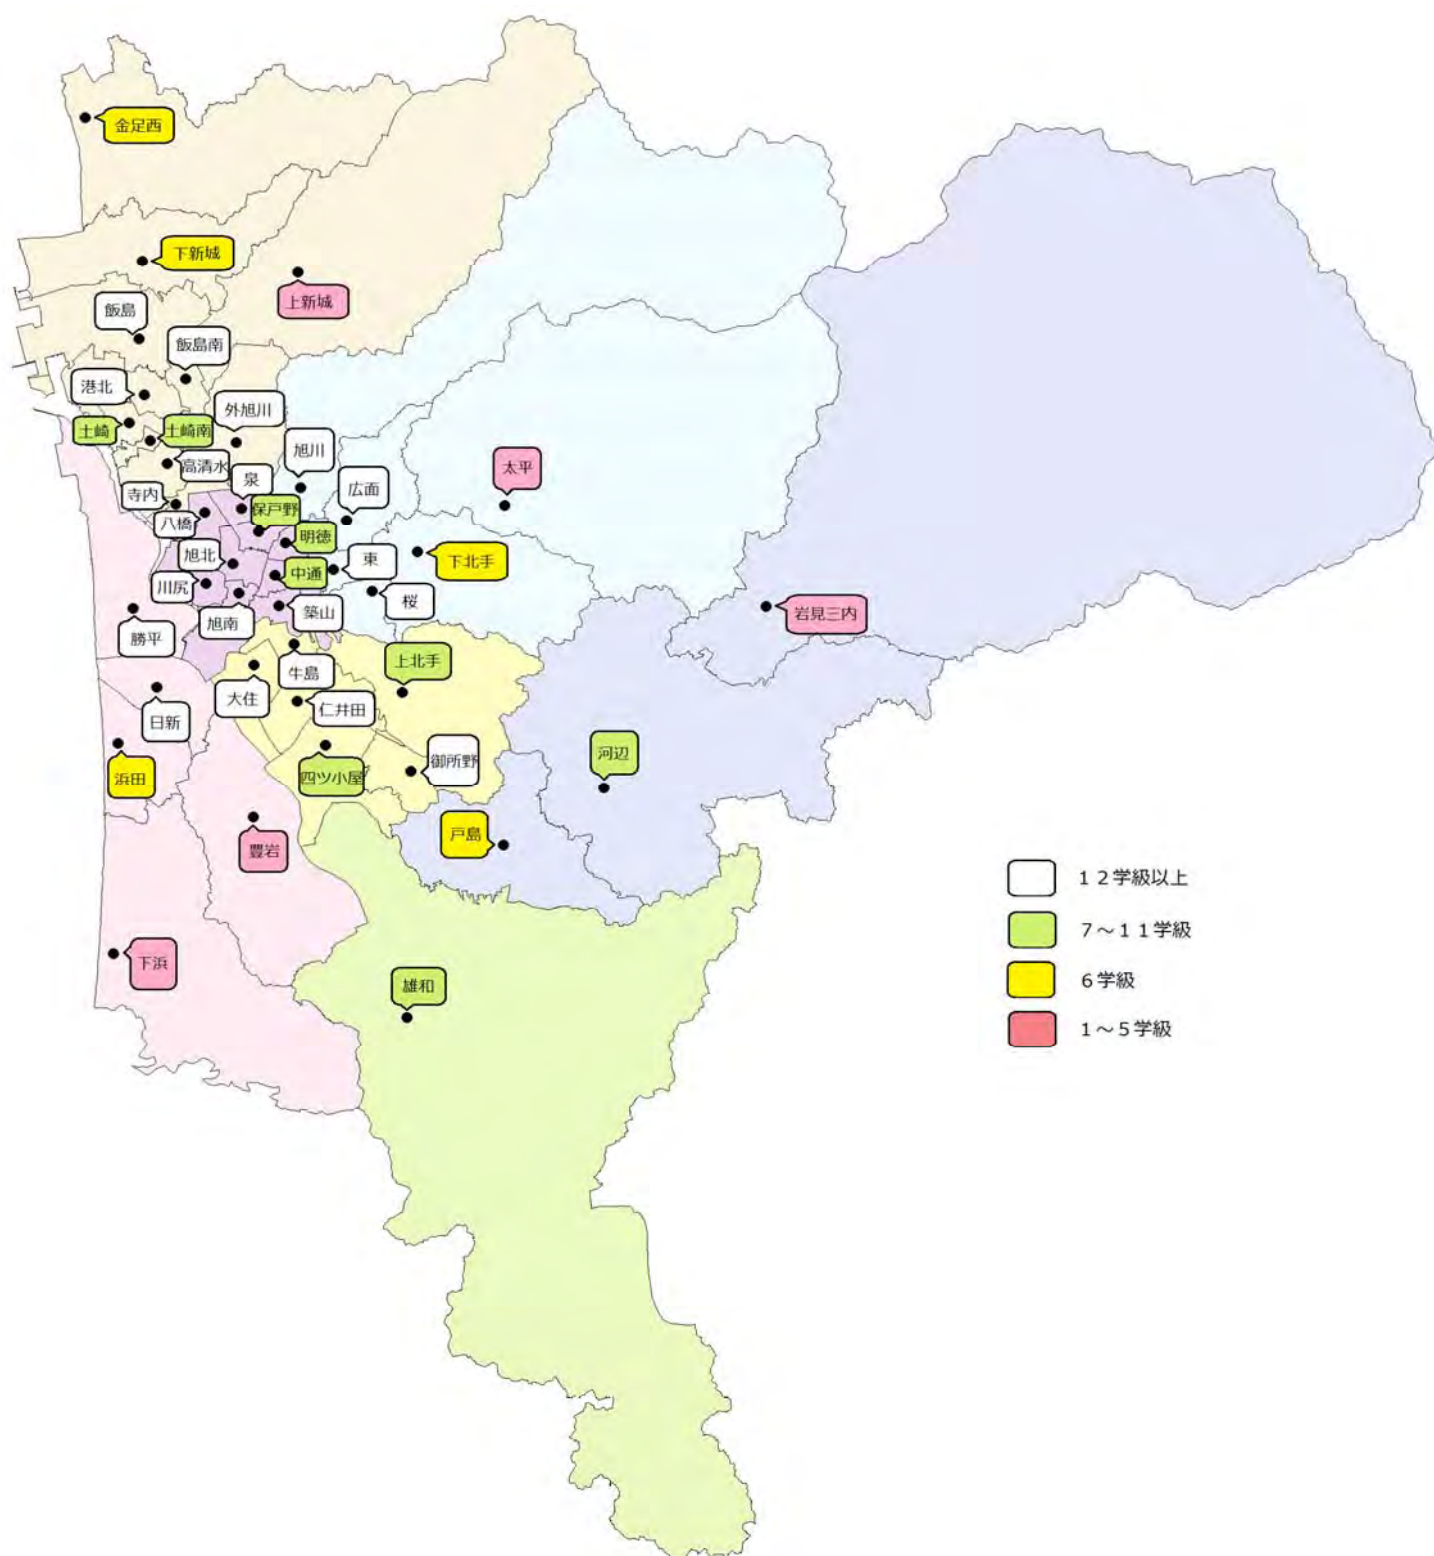 金足西
下新城
上新城
飯島
飯島南
港北
外旭川
土崎
土崎南
旭川
高清水
泉
太平
広面
寺内
保戸野
八橋
明徳
旭北
東
下北手
中通
川尻
桜
築山
旭南
岩見三内
勝平
上北手
牛島
大住
仁井田
日新
御所野
河辺
浜田
四ツ小屋
戸島
豐岩
下浜
雄和
12学級以上
7～11学級
6学級
1～5学級